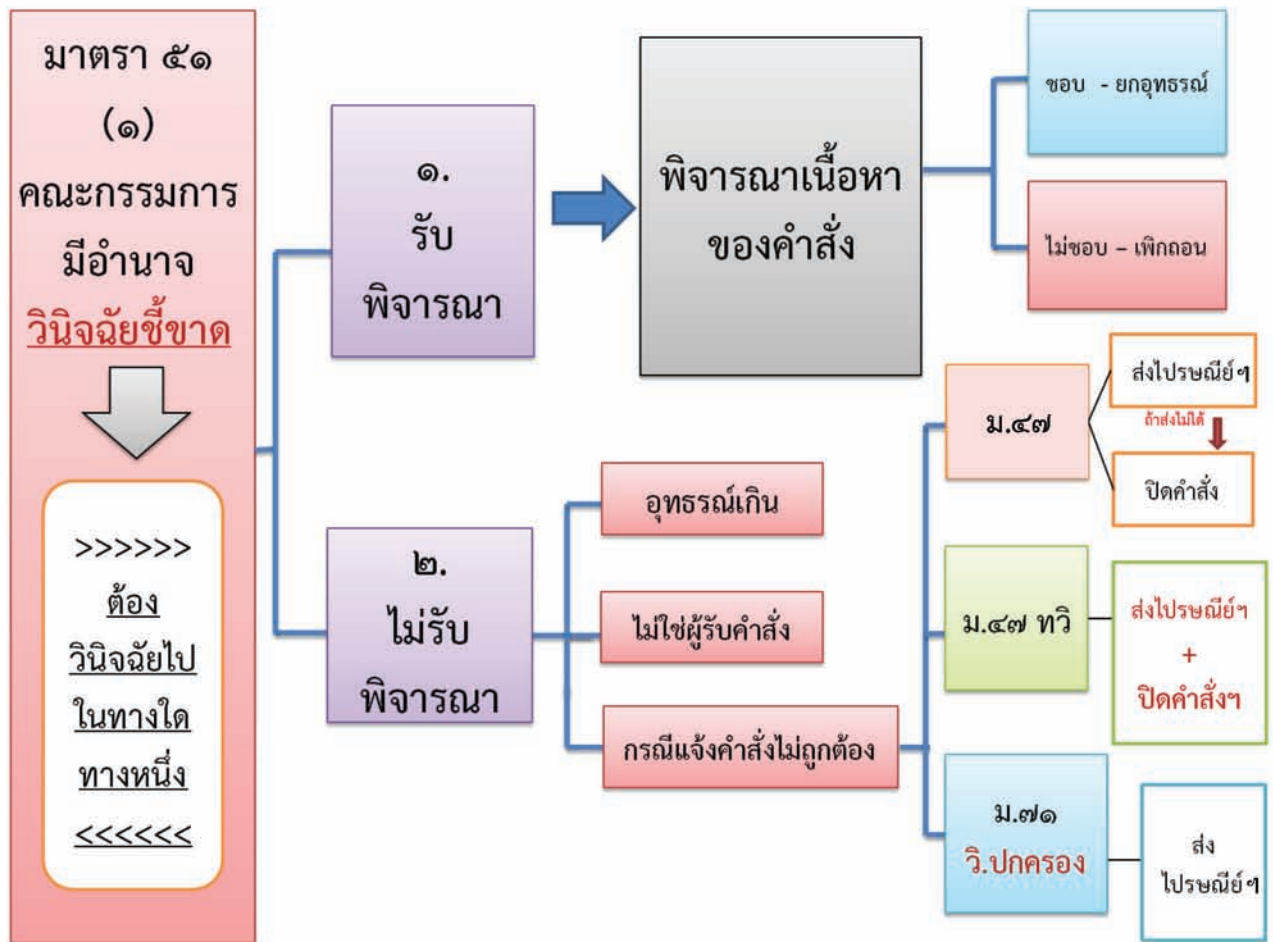 มาตรา ๕๑
(๑)
คณะกรรมการ
มีอำนาจ
วินิจฉัยชี้ขาด
>>>>>>
ต้อง
วินิจฉัยไป
ในทางใด
ทางหนึ่ง
<<<<<<
๑.
รับ
พิจารณา
พิจารณาเนื้อหา
ของคำสั่ง
ชอบ - ยกอุทธรณ์
ไม่ชอบ – เพิกถอน
๒.
ไม่รับ
พิจารณา
อุทธรณ์เกิน
ไม่ใช่ผู้รับคำสั่ง
กรณีแจ้งคำสั่งไม่ถูกต้อง
ม.๔๗
ส่งไปรษณีย์ฯ
ถ้าส่งไม่ได้
ปิดคำสั่ง
ม.๔๗ ทวิ
ส่งไปรษณีย์ฯ
+
ปิดคำสั่งฯ
ม.๗๑
วิ.ปกครอง
ส่ง
ไปรษณีย์ฯ